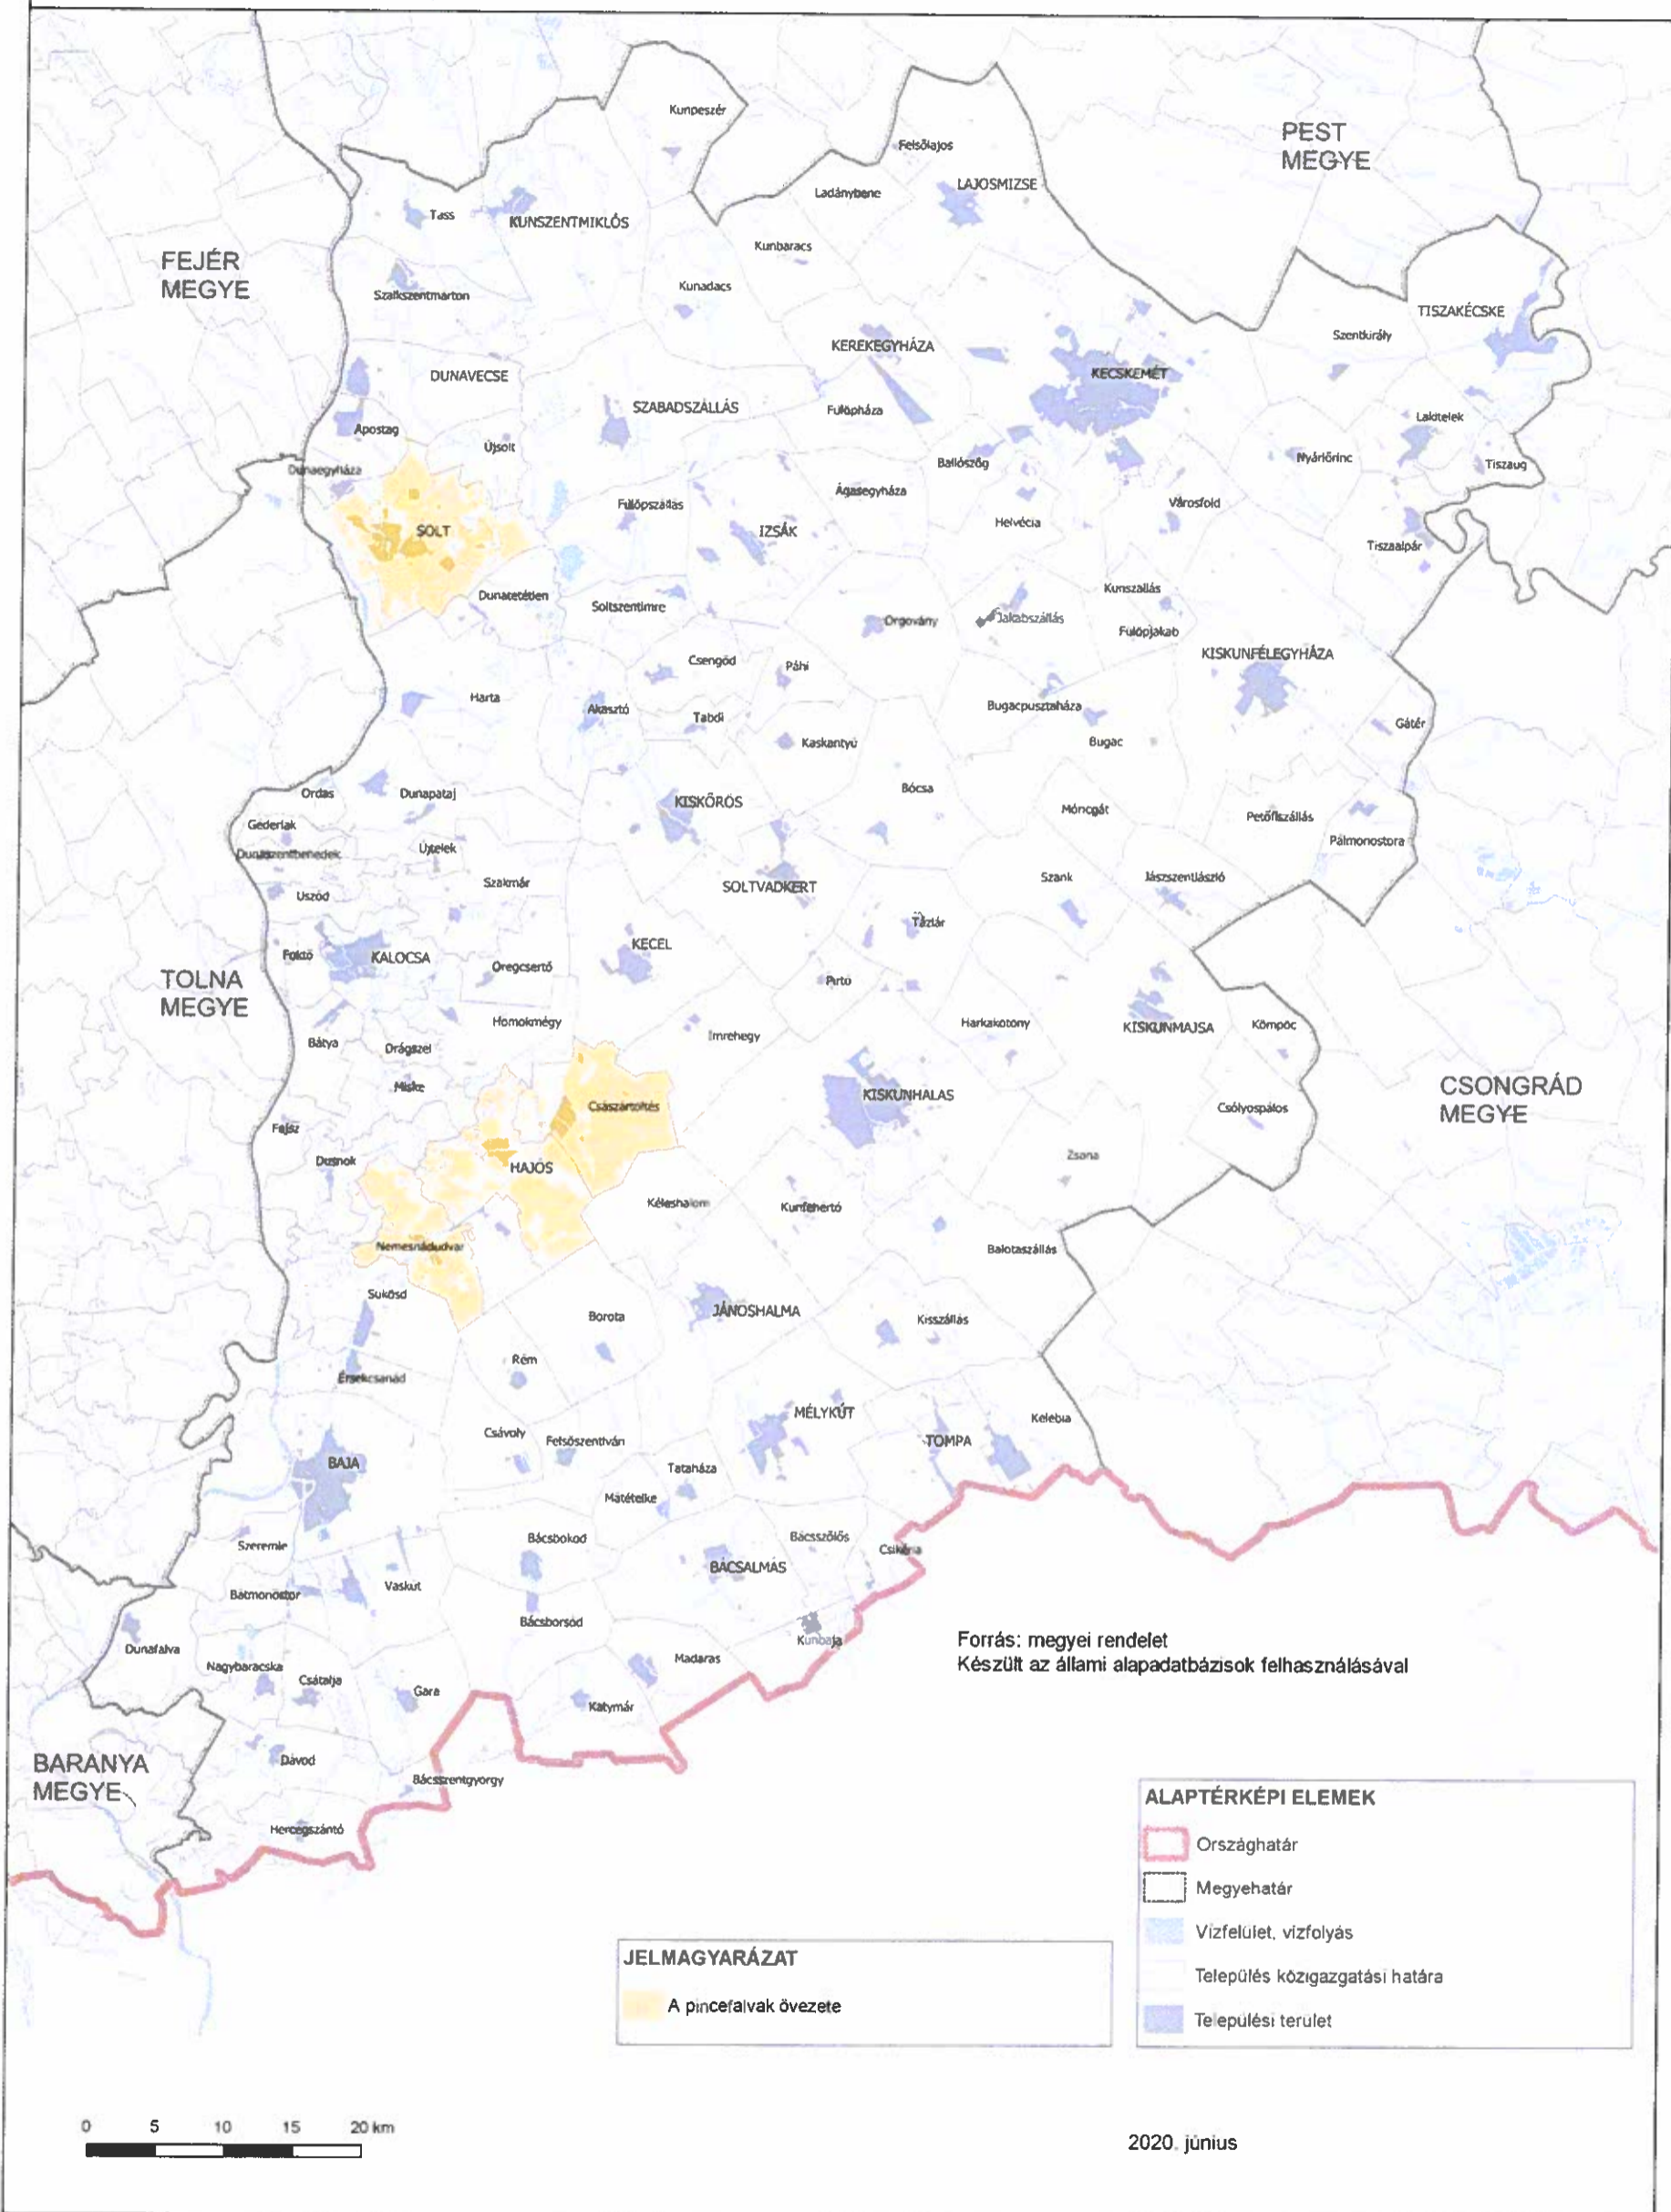 Kunpeszér
PEST
MEGYE
Felsőlajos
LAJOSMIZSE
Ladánybene
Tass
KUNSZENTMIKLÓS
Kunbaracs
FEJÉR
MEGYE
Kunadacs
Szalkszentmárton
TISZAKÉCSKE
Szentkirály
KEREKEGYHÁZA
KECSKEMÉT
DUNAVECSE
SZABADSZÁLLÁS
Fülöpháza
Lakitelek
Apostag
Újsolt
Nyárlőrinc
Ballószög
Tiszaug
Dunaegyháza
Ágasegyháza
Fülöpszállás
Városföld
Helvécia
SOLT
IZSÁK
Tiszaalpár
Kunszállás
Dunatetétlen
Soltszentimre
Orgovány
Jakabszállás
Fülöpjakab
KISKUNFÉLEGYHÁZA
Csengőd
Páhi
Harta
Bugacpusztaháza
Akasztó
Tabdi
Gátér
Kaskantyú
Bugac
Bócsa
Ordas
Dunapataj
KISKŐRÖS
Móricgát
Petőfiszállás
Géderlak
Pálmonostora
Újtelek
Dunaszentbenedek
Szakmár
SOLTVADKERT
Szank
Jászszentlászló
Uszód
Tázlár
KECEL
Foktő
KALOCSA
Öregcsertő
TOLNA
MEGYE
Pirtó
Homokmégy
Harkakötöny
KISKUNMAJSA
Kömpöc
Imrehegy
Bátya
Drágszél
Miske
CSONGRÁD
MEGYE
KISKUNHALAS
Császártöltés
Csólyospálos
Fajsz
Zsana
Dusnok
HAJÓS
Kéleshalom
Kunfehértó
Nemesnádudvar
Balotaszállás
Sükösd
JÁNOSHALMA
Borota
Kisszállás
Rém
Érsekcsanád
MÉLYKÚT
Kelebia
Csávoly
Felsőszentiván
TOMPA
BAJA
Tataháza
Mátételke
Bácsbokod
Bácsszőlős
Szeremle
Csikéria
BÁCSALMÁS
Vaskút
Bátmonostor
Bácsborsód
Kunbaja
Dunafalva
Madaras
Nagybaracska
Csátalja
Gara
Katymár
Forrás: megyei rendelet
Készült az állami alapadatbázisok felhasználásával
BARANYA
MEGYE
Dávod
Bácsszentgyörgy
Hercegszántó
ALAPTÉRKÉPI ELEMEK
Országhatár
Megyehatár
Vízfelület, vízfolyás
Település közigazgatási határa
Települési terület
JELMAGYARÁZAT
A pincefalvak övezete
0 5 10 15 20 km
2020. június